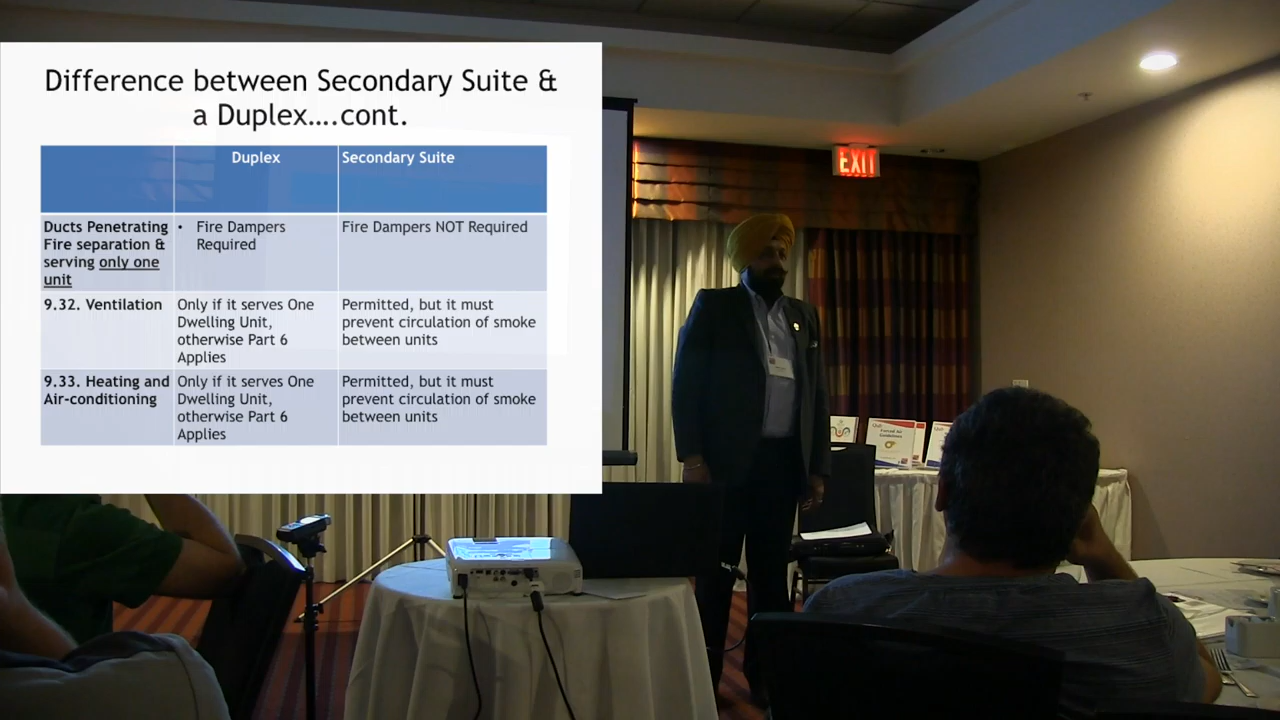 Difference between Secondary Suite &
a Duplex....cont.
Duplex
Secondary Suite
Ducts Penetrating
Fire separation &
serving only one
unit
• Fire Dampers
Required
Fire Dampers NOT Required
9.32. Ventilation
Only if it serves One
Dwelling Unit,
otherwise Part 6
Applies
Permitted, but it must
prevent circulation of smoke
between units
9.33. Heating and
Air-conditioning
Only if it serves One
Dwelling Unit,
otherwise Part 6
Applies
Permitted, but it must
prevent circulation of smoke
between units
EXIT
Forced Air
Guidelines